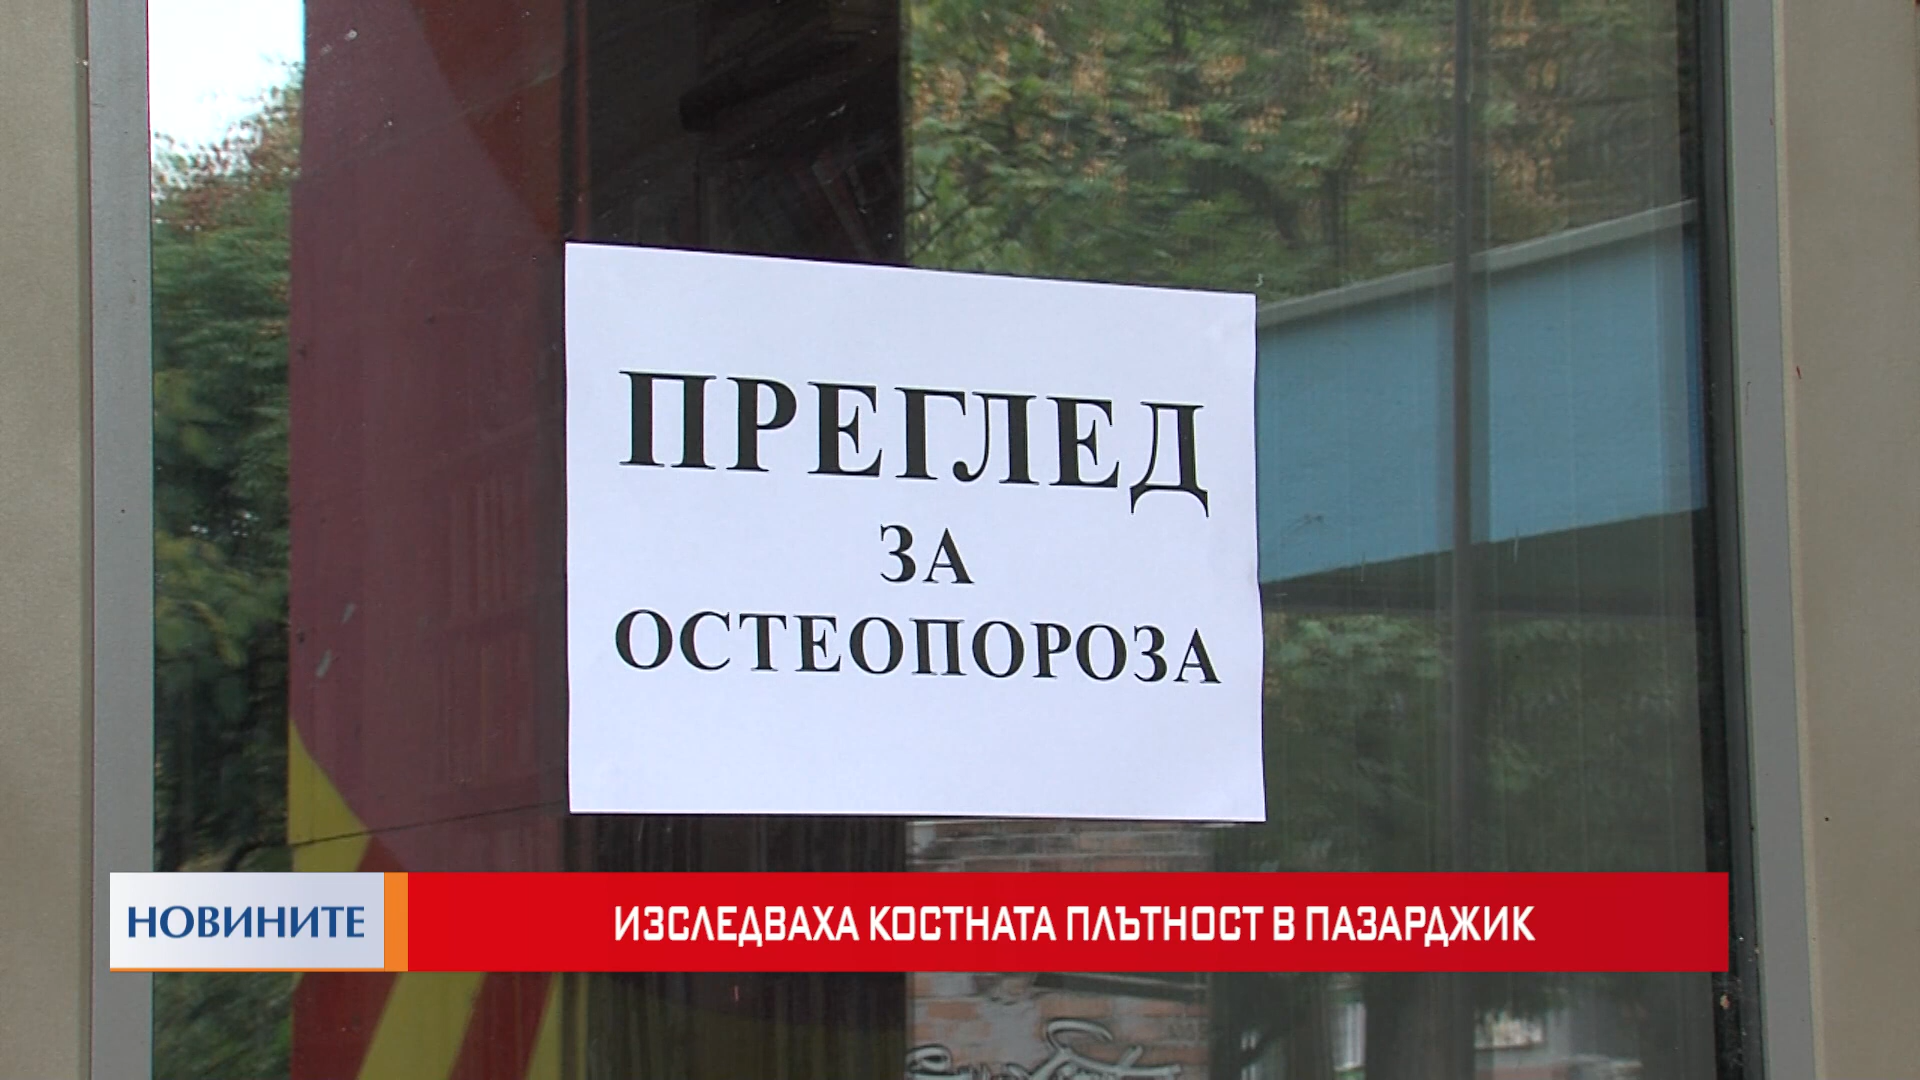 ПРЕГЛЕД
ЗА
ОСТЕОПОРОЗА
НОВИНИТЕ
ИЗСЛЕДВАХА КОСТНАТА ПЛЪТНОСТ В ПАЗАРДЖИК